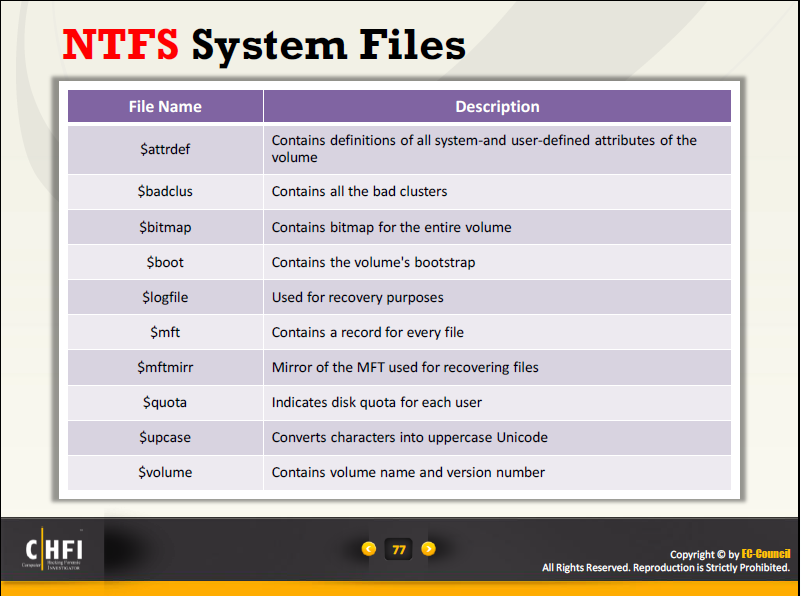 NTFS System Files
File Name Description
$attrdef Contains definitions of all system-and user-defined attributes of the
volume
$badclus Contains all the bad clusters
$bitmap Contains bitmap for the entire volume
$boot Contains the volume's bootstrap
$logfile Used for recovery purposes
$mft Contains a record for every file
$mftmirr Mirror of the MFT used for recovering files
$quota Indicates disk quota for each user
$upcase Converts characters into uppercase Unicode
$volume Contains volume name and version number
CHFI
Computer Hacking Forensic
INVESTIGATOR
77
Copyright © by EC-Council
All Rights Reserved. Reproduction is Strictly Prohibited.